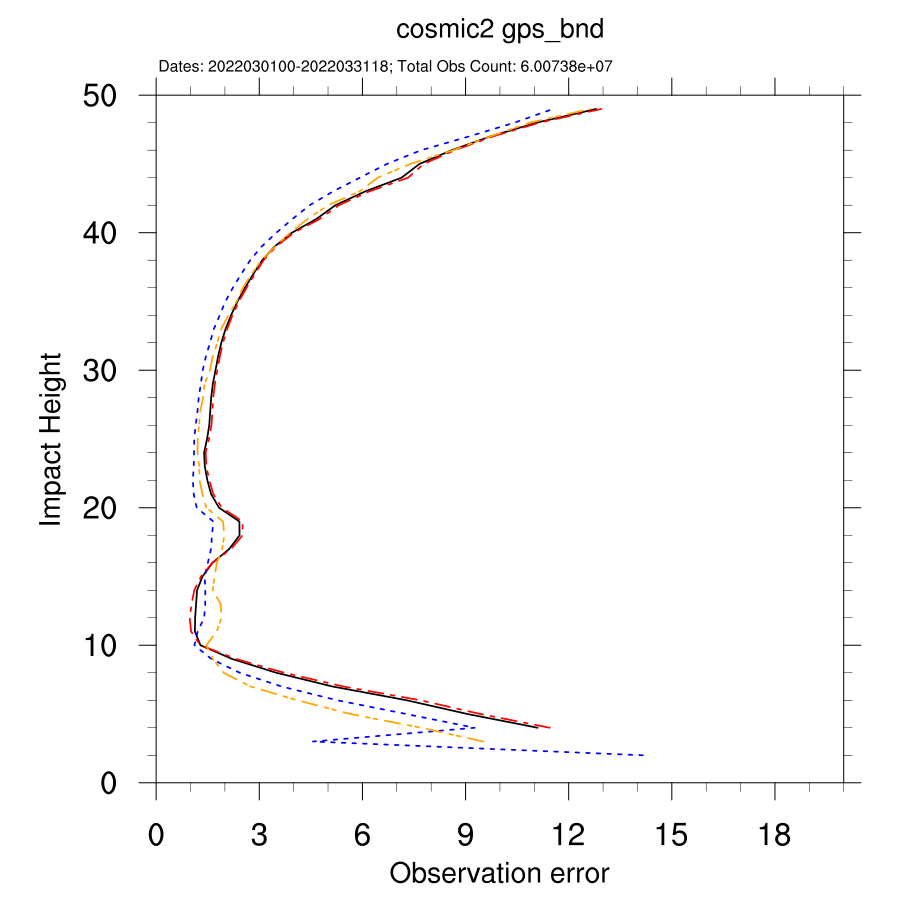 cosmic2 gps_bnd
Dates: 2022030100-2022033118; Total Obs Count: 6.00738e+07
50
40
30
20
10
0
Impact Height
0 3 6 9 12 15 18
Observation error